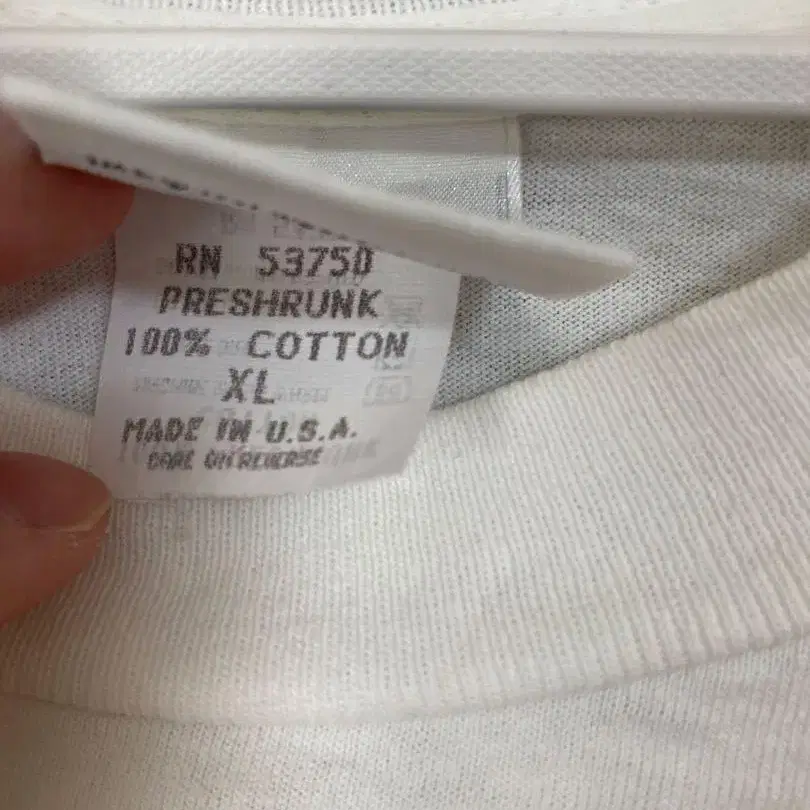 RN 53750
PRESHRUNK
100% COTTON
XL
MADE IN U.S.A.
CARE ON REVERSE